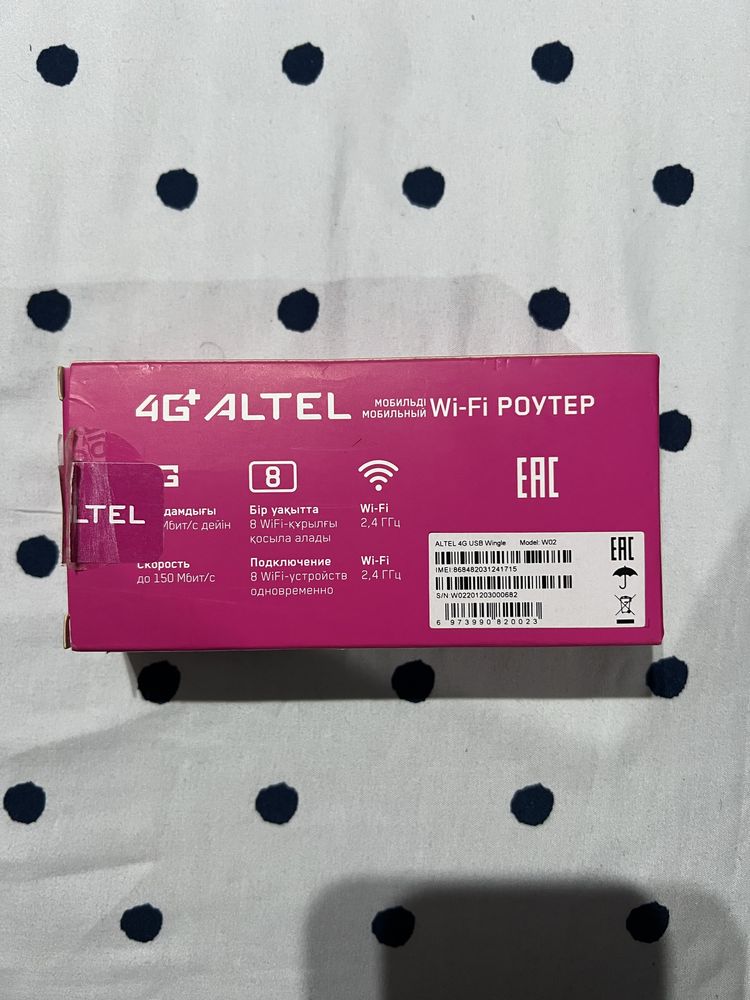 4G+ ALTEL
МОБИЛЬДІ
МОБИЛЬНЫЙ
Wi-Fi РОУТЕР
8
EAC
LTEL
Бір уақытта
8 WiFi-құрылғы
қосыла алады
Wi-Fi
2,4 ГГц
Мбит/с дейін
Скорость
до 150 Мбит/с
Подключение
8 WiFi-устройств
одновременно
Wi-Fi
2,4 ГГц
ALTEL 4G USB Wingle Model: W02
IMEI:868482031241715
S/N:W02201203000682
6 973990 820023
EAC